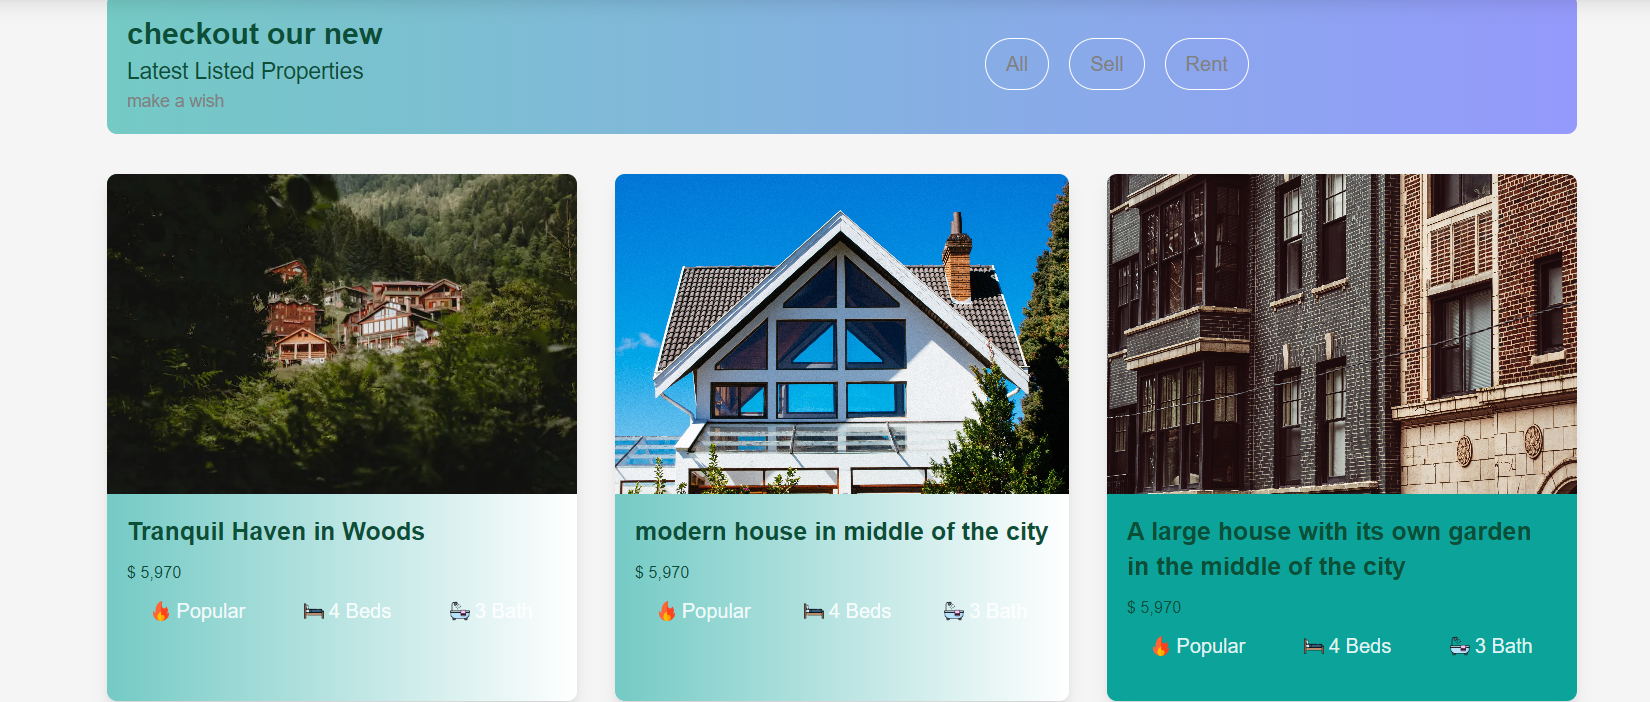 checkout our new
Latest Listed Properties
make a wish
All
Sell
Rent
Tranquil Haven in Woods
$ 5,970
🔥 Popular 🛏 4 Beds 🛀 3 Bath
modern house in middle of the city
$ 5,970
🔥 Popular 🛏 4 Beds 🛀 3 Bath
A large house with its own garden
in the middle of the city
$ 5,970
🔥 Popular 🛏 4 Beds 🛀 3 Bath